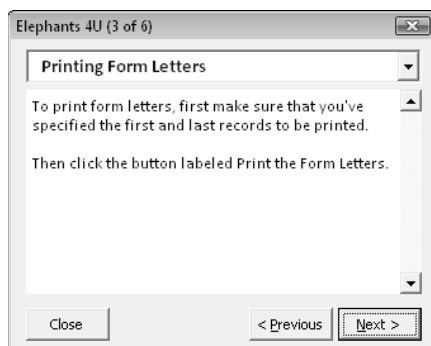 Elephants 4U (3 of 6)
Printing Form Letters
To print form letters, first make sure that you've
specified the first and last records to be printed.
Then click the button labeled Print the Form Letters.
Close
< Previous
Next >